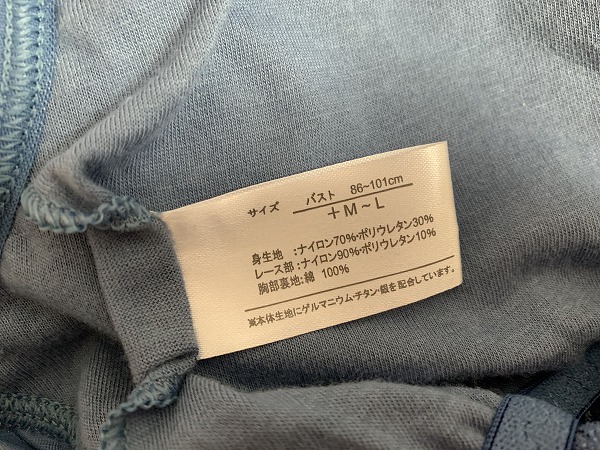 サイズ バスト 86~101cm
+M~L
身生地 :ナイロン70%・ポリウレタン30%
レース部 :ナイロン90%・ポリウレタン10%
胸部裏地:綿 100%
※本体生地にゲルマニウム・チタン・銀を配合しています。